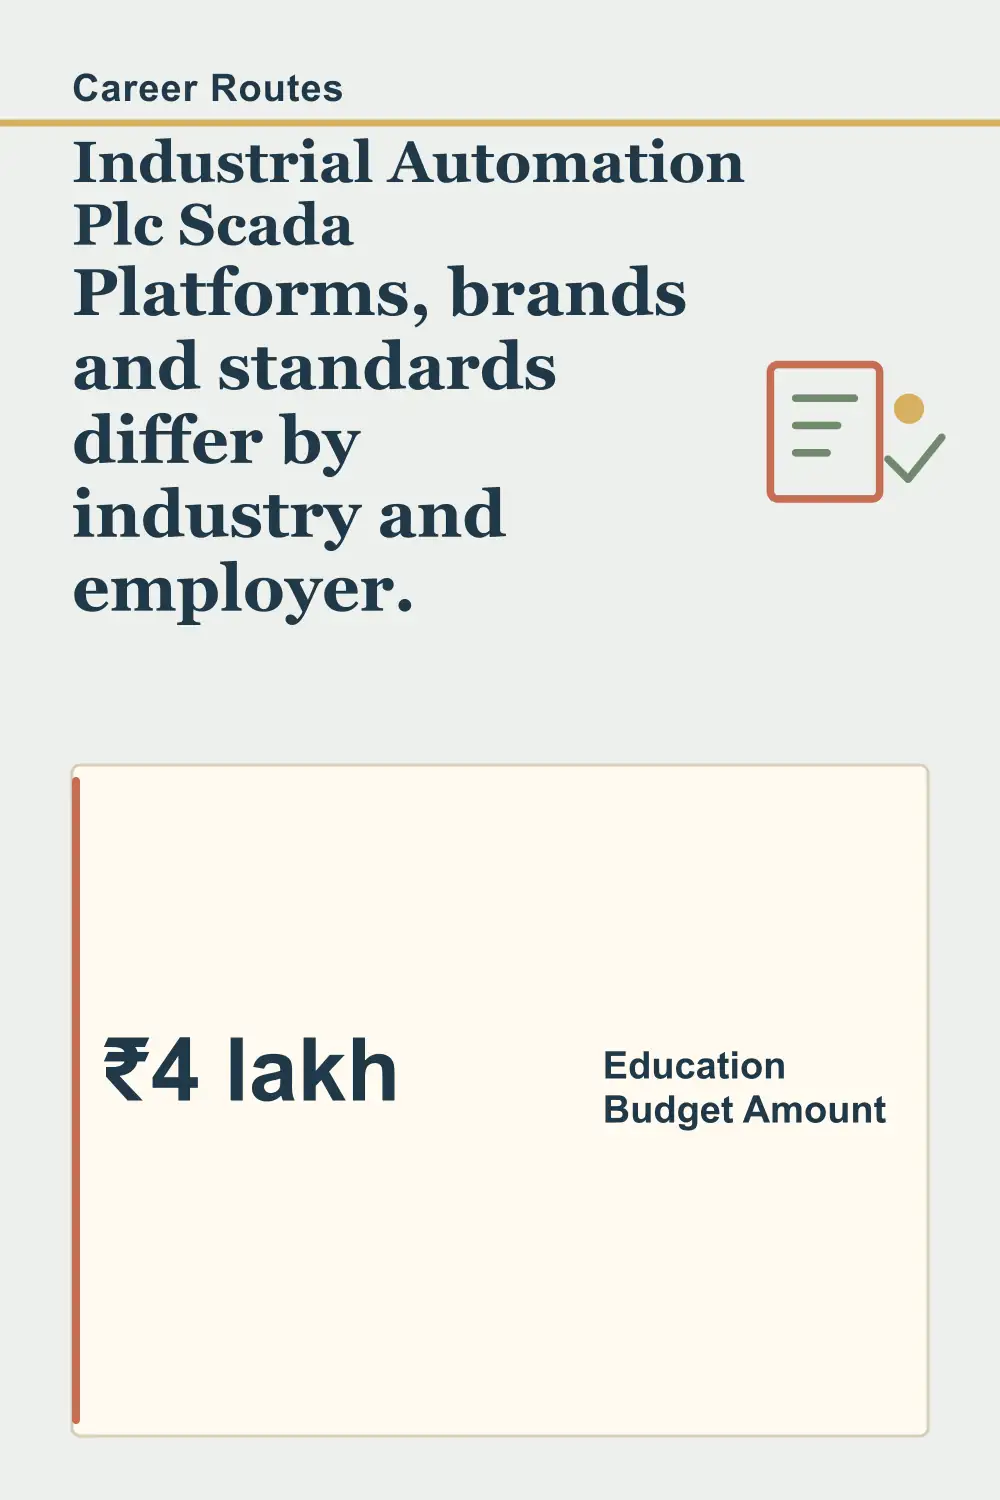 Career Routes
Industrial Automation
Plc Scada
Platforms, brands
and standards
differ by
industry and
employer.
₹4 lakh
Education
Budget Amount